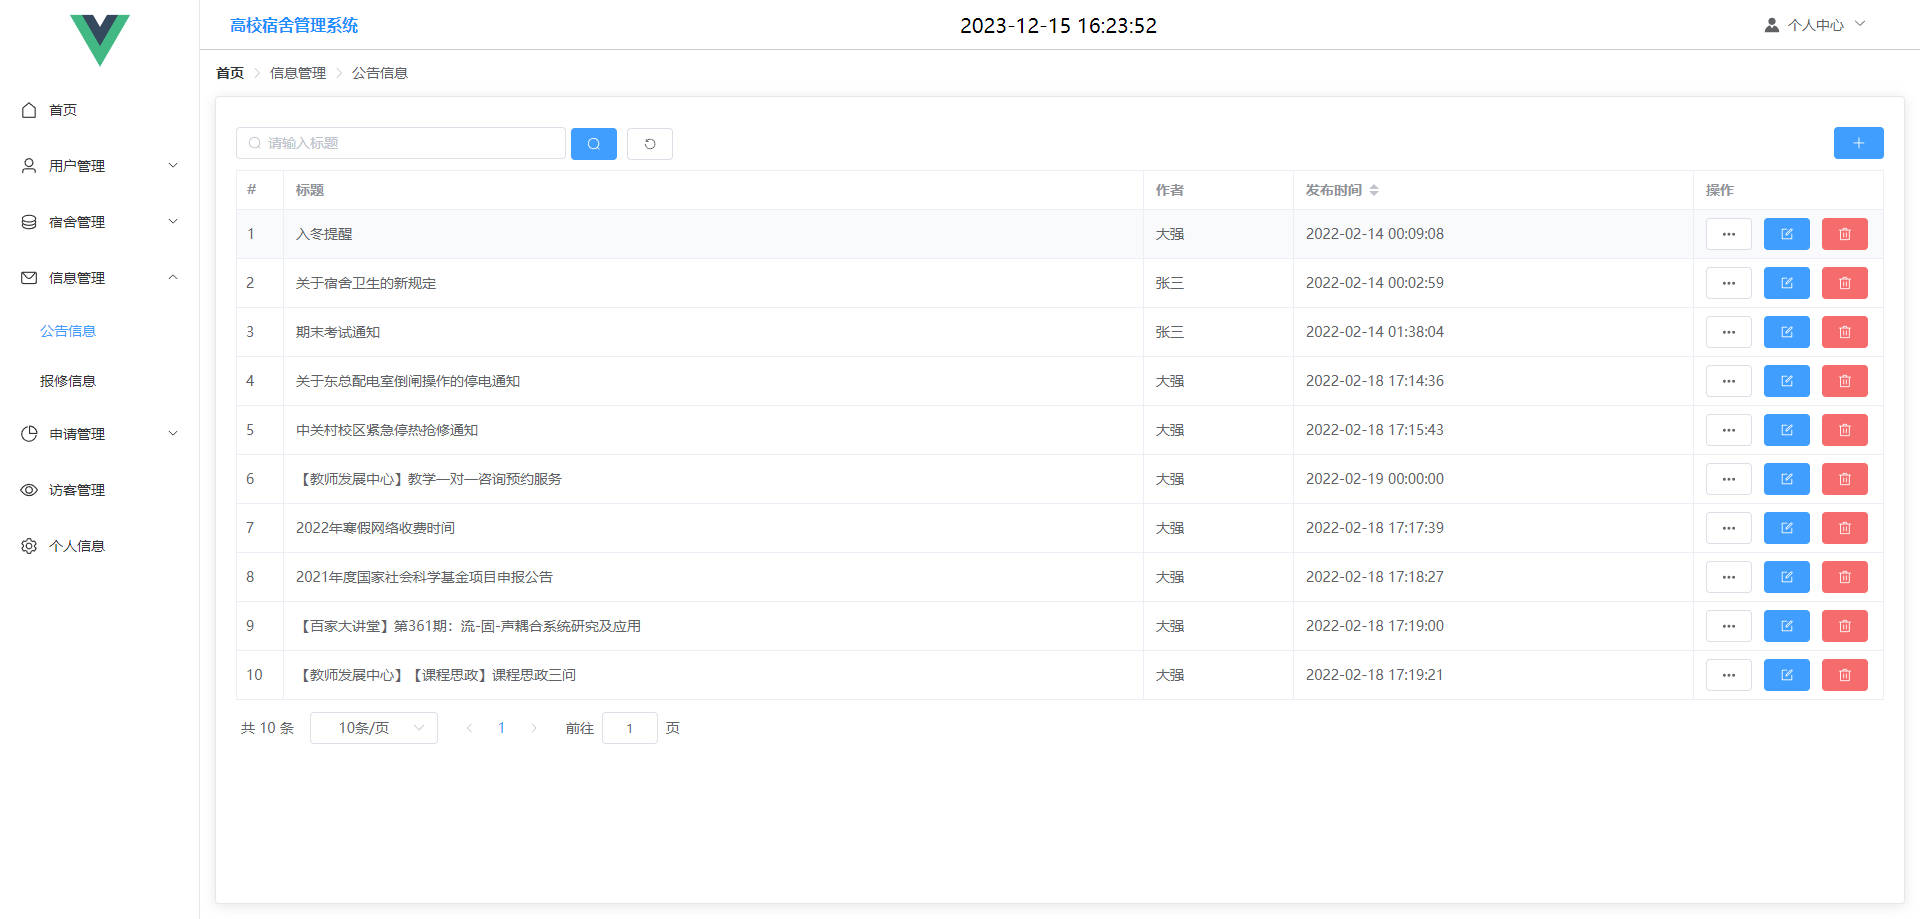 高校宿舍管理系统
2023-12-15 16:23:52
个人中心
首页
用户管理
宿舍管理
信息管理
公告信息
报修信息
申请管理
访客管理
个人信息
首页 信息管理 公告信息
请输入标题
# 标题 作者 发布时间 操作
1 入冬提醒 大强 2022-02-14 00:09:08
2 关于宿舍卫生的新规定 张三 2022-02-14 00:02:59
3 期末考试通知 张三 2022-02-14 01:38:04
4 关于东总配电室倒闸操作的停电通知 大强 2022-02-18 17:14:36
5 中关村校区紧急停热抢修通知 大强 2022-02-18 17:15:43
6 【教师发展中心】教学一对一咨询预约服务 大强 2022-02-19 00:00:00
7 2022年寒假网络收费时间 大强 2022-02-18 17:17:39
8 2021年度国家社会科学基金项目申报公告 大强 2022-02-18 17:18:27
9 【百家大讲堂】第361期：流-固-声耦合系统研究及应用 大强 2022-02-18 17:19:00
10 【教师发展中心】【课程思政】课程思政三问 大强 2022-02-18 17:19:21
共 10 条 10条/页 1 前往 1 页